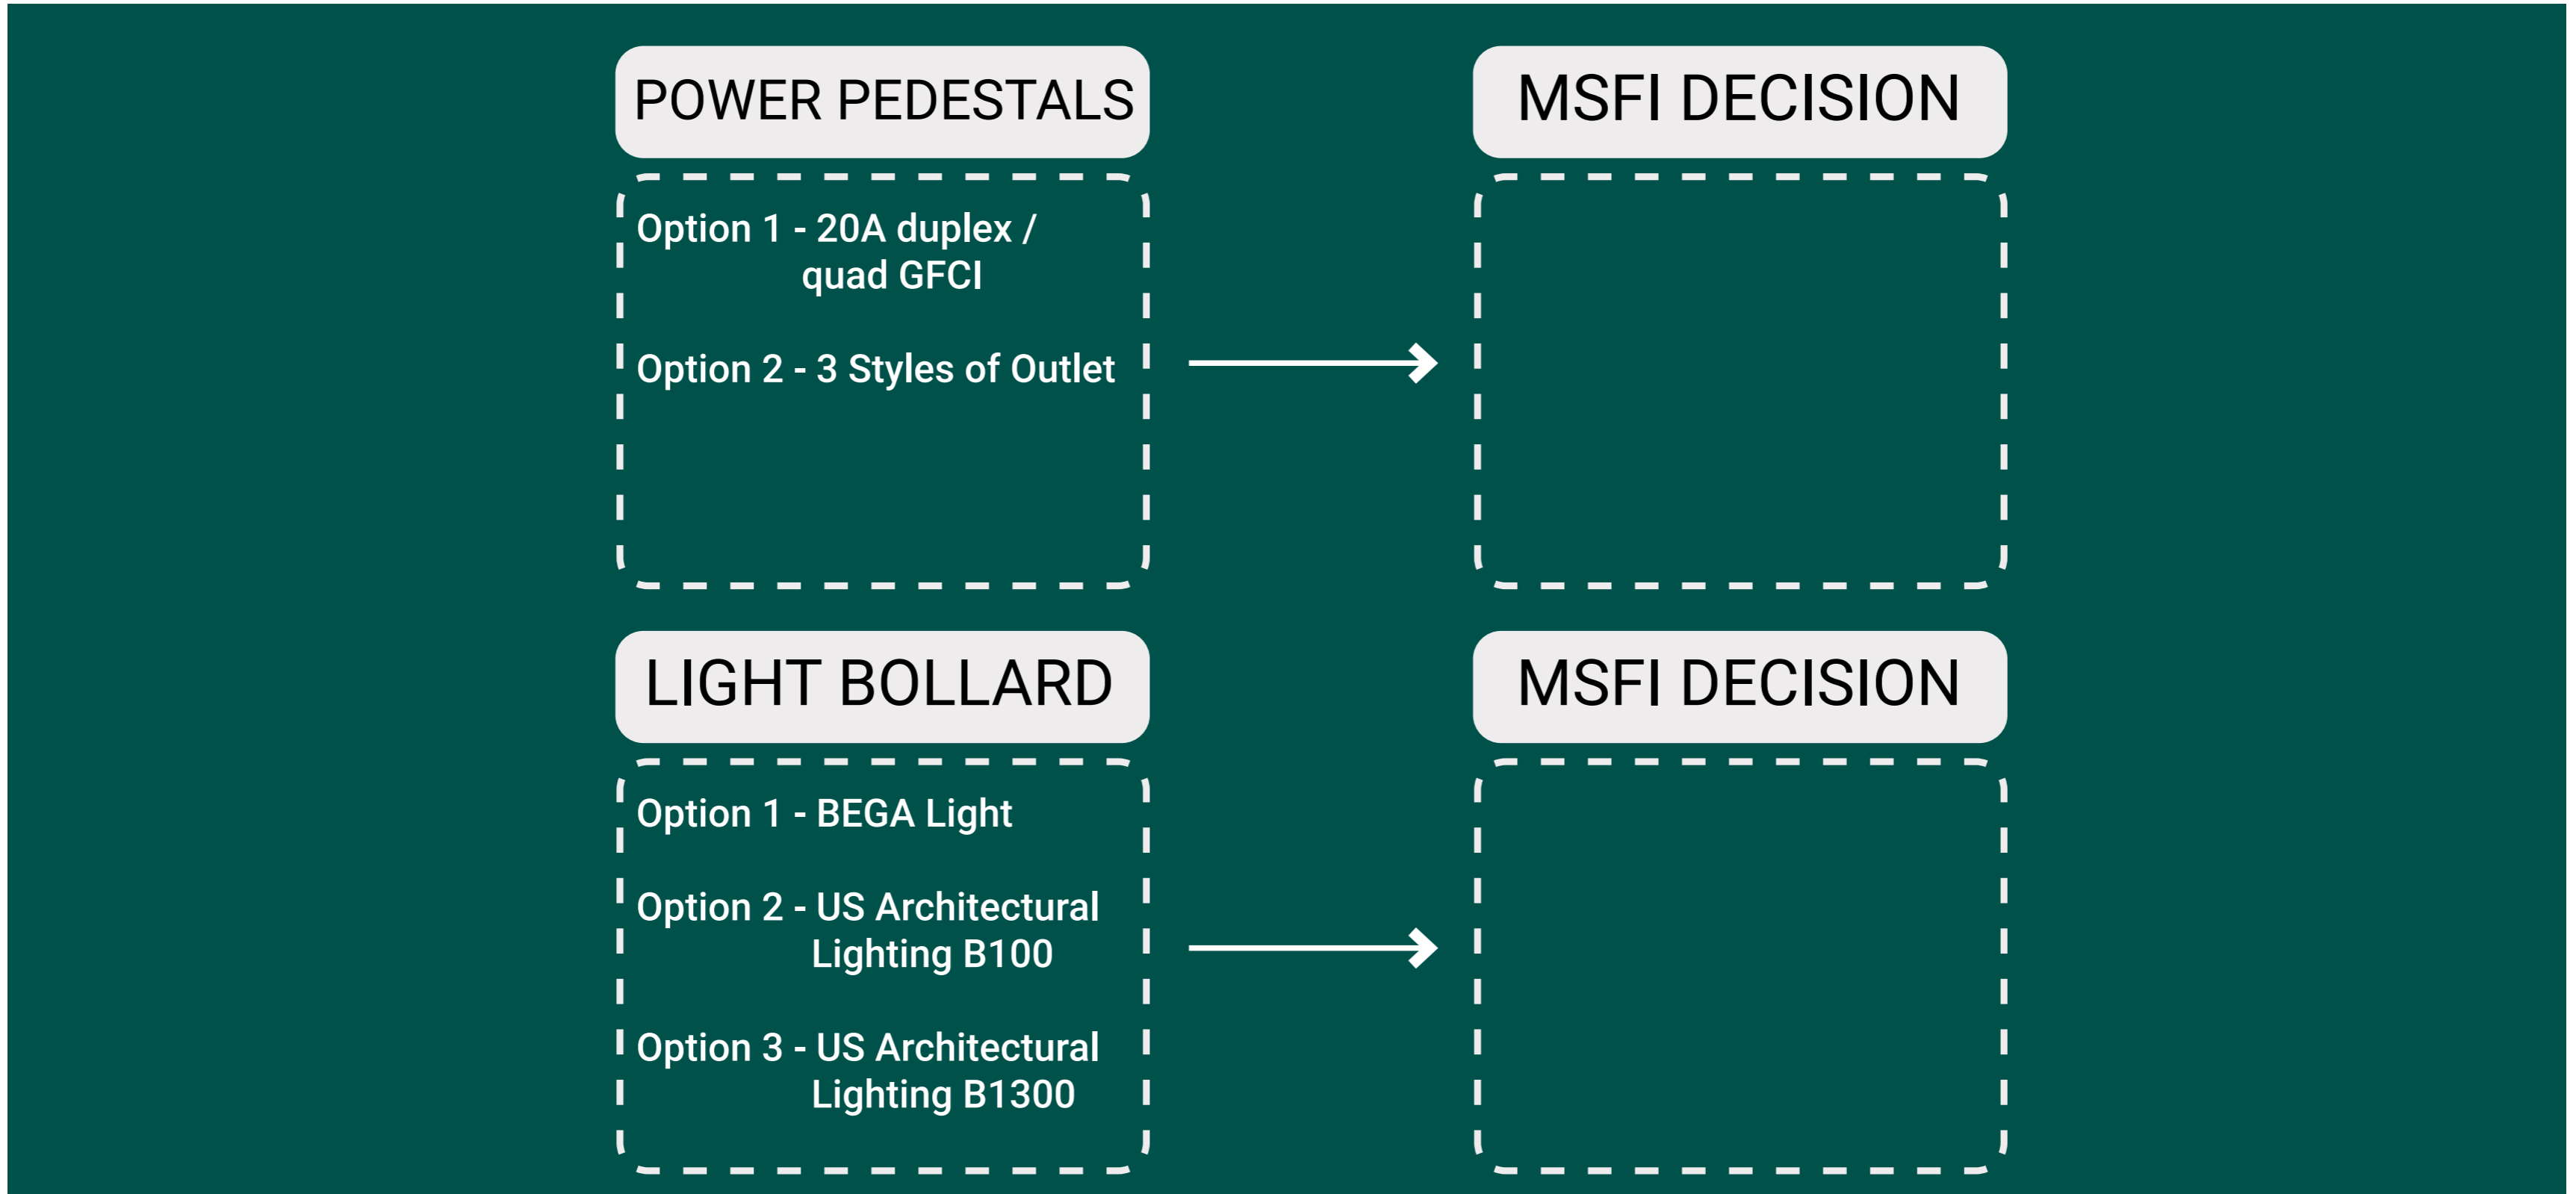 POWER PEDESTALS
MSFI DECISION
Option 1 - 20A duplex /
quad GFCI
Option 2 - 3 Styles of Outlet
LIGHT BOLLARD
MSFI DECISION
Option 1 - BEGA Light
Option 2 - US Architectural
Lighting B100
Option 3 - US Architectural
Lighting B1300